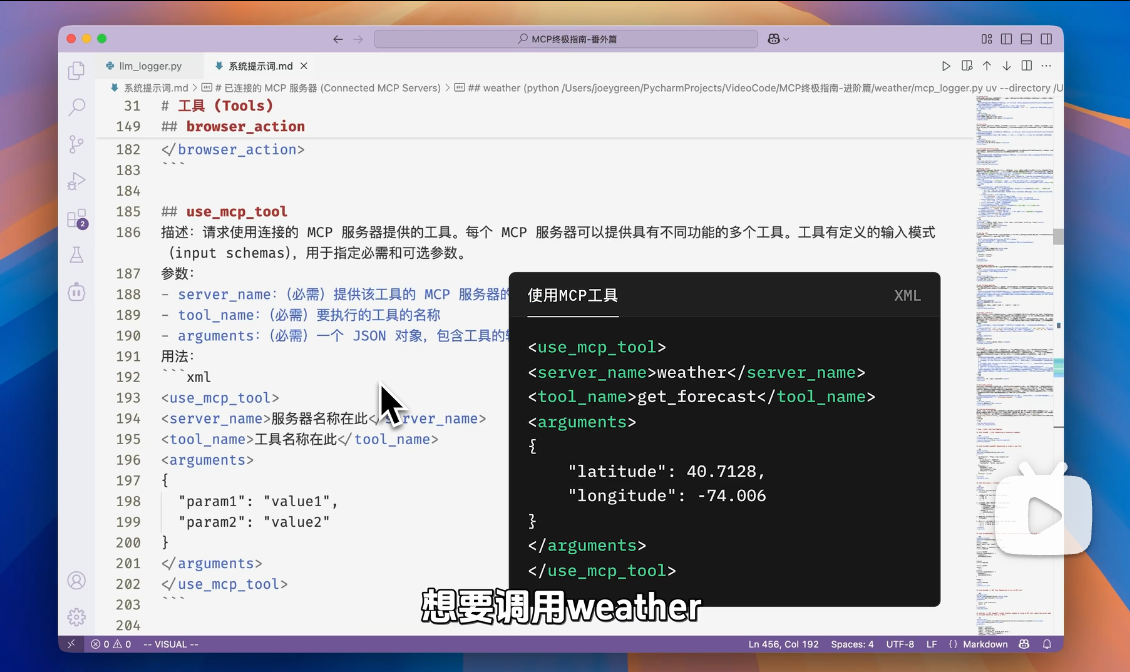 MCP终极指南-番外篇
llm_logger.py
系统提示词.md
系统提示词.md > # 已连接的 MCP 服务器 (Connected MCP Servers) > ## weather (python /Users/joeygreen/PycharmProjects/VideoCode/MCP终极指南-进阶篇/weather/mcp_logger.py uv --directory /U
31 # 工具 (Tools)
149 ## browser_action
182 </browser_action>
183 ```
184
185 ## use_mcp_tool
186 描述: 请求使用连接的 MCP 服务器提供的工具。每个 MCP 服务器可以提供具有不同功能的多个工具。工具有定义的输入模式
(input schemas), 用于指定必需和可选参数。
187 参数:
188 - server_name: (必需) 提供该工具的 MCP 服务器的
189 - tool_name: (必需) 要执行的工具的名称
190 - arguments: (必需) 一个 JSON 对象, 包含工具的
191 用法:
192 ```xml
193 <use_mcp_tool>
194 <server_name>服务器名称在此</server_name>
195 <tool_name>工具名称在此</tool_name>
196 <arguments>
197 {
198 "param1": "value1",
199 "param2": "value2"
200 }
201 </arguments>
202 </use_mcp_tool>
203 ```
204
使用MCP工具
XML
<use_mcp_tool>
<server_name>weather</server_name>
<tool_name>get_forecast</tool_name>
<arguments>
{
"latitude": 40.7128,
"longitude": -74.006
}
</arguments>
</use_mcp_tool>
想要调用weather
2
0 0 -- VISUAL --
Ln 456, Col 192 Spaces: 4 UTF-8 LF {} Markdown